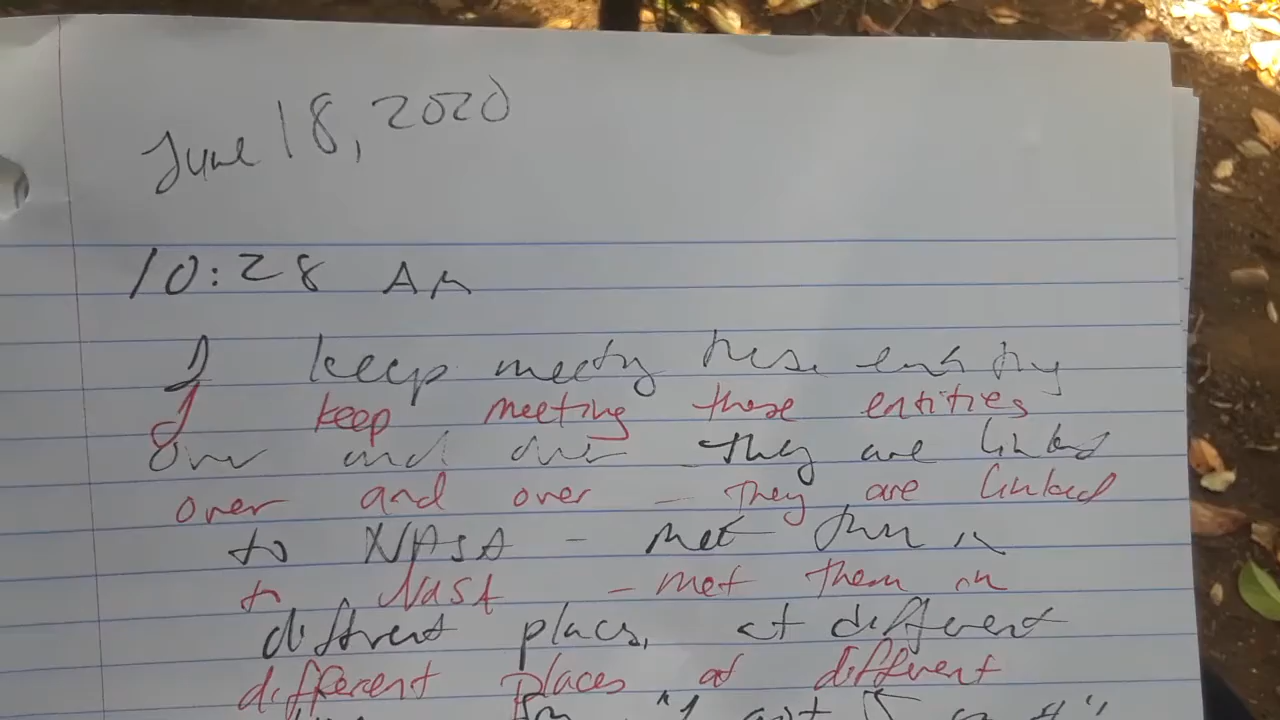 June 18, 2020
10:28 AM
I keep meeting these entity
I keep meeting these entities
over and over They are linked
over and over - They are linked
to NASA - met them in
to NASA - met them in
different places, at different
different places at different
"I got